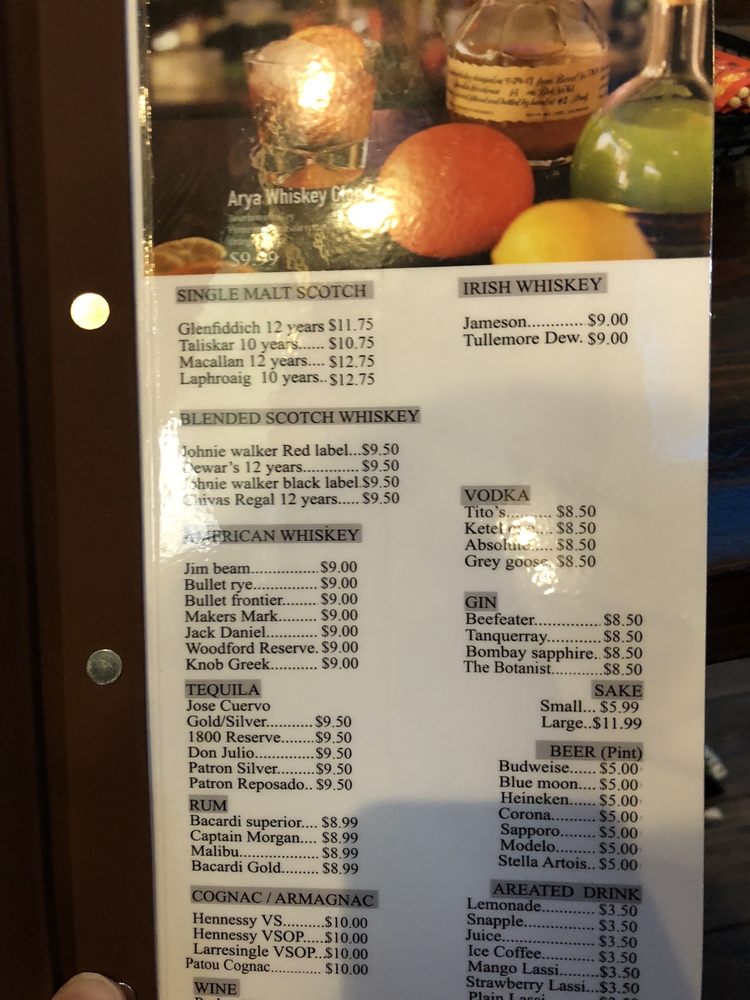 Arya Whiskey
$9.99
SINGLE MALT SCOTCH
Glenfiddich 12 years $11.75
Taliskar 10 years...... $10.75
Macallan 12 years.... $12.75
Laphroaig 10 years.. $12.75
BLENDED SCOTCH WHISKEY
Johnie walker Red label...$9.50
Dewar's 12 years............. $9.50
Johnie walker black label.$9.50
Chivas Regal 12 years..... $9.50
AMERICAN WHISKEY
Jim beam................. $9.00
Bullet rye................. $9.00
Bullet frontier......... $9.00
Makers Mark......... $9.00
Jack Daniel............. $9.00
Woodford Reserve. $9.00
Knob Greek............ $9.00
TEQUILA
Jose Cuervo
Gold/Silver............ $9.50
1800 Reserve........ $9.50
Don Julio............... $9.50
Patron Silver......... $9.50
Patron Reposado.. $9.50
RUM
Bacardi superior.... $8.99
Captain Morgan.... $8.99
Malibu.................... $8.99
Bacardi Gold......... $8.99
COGNAC / ARMAGNAC
Hennessy VS...........$10.00
Hennessy VSOP.....$10.00
Larresingle VSOP..$10.00
Patou Cognac............ $10.00
WINE
IRISH WHISKEY
Jameson............. $9.00
Tullemore Dew. $9.00
VODKA
Tito's.......... $8.50
Ketel .... $8.50
Absolute..... $8.50
Grey goose. $8.50
GIN
Beefeater............... $8.50
Tanquerray............ $8.50
Bombay sapphire.. $8.50
The Botanist...........$8.50
SAKE
Small... $5.99
Large..$11.99
BEER (Pint)
Budweise...... $5.00
Blue moon.... $5.00
Heineken...... $5.00
Corona.......... $5.00
Sapporo......... $5.00
Modelo.......... $5.00
Stella Artois.. $5.00
AREATED DRINK
Lemonade............ $3.50
Snapple................ $3.50
Juice..................... $3.50
Ice Coffee............ $3.50
Mango Lassi........$3.50
Strawberry Lassi...$3.50
Plain Lassi